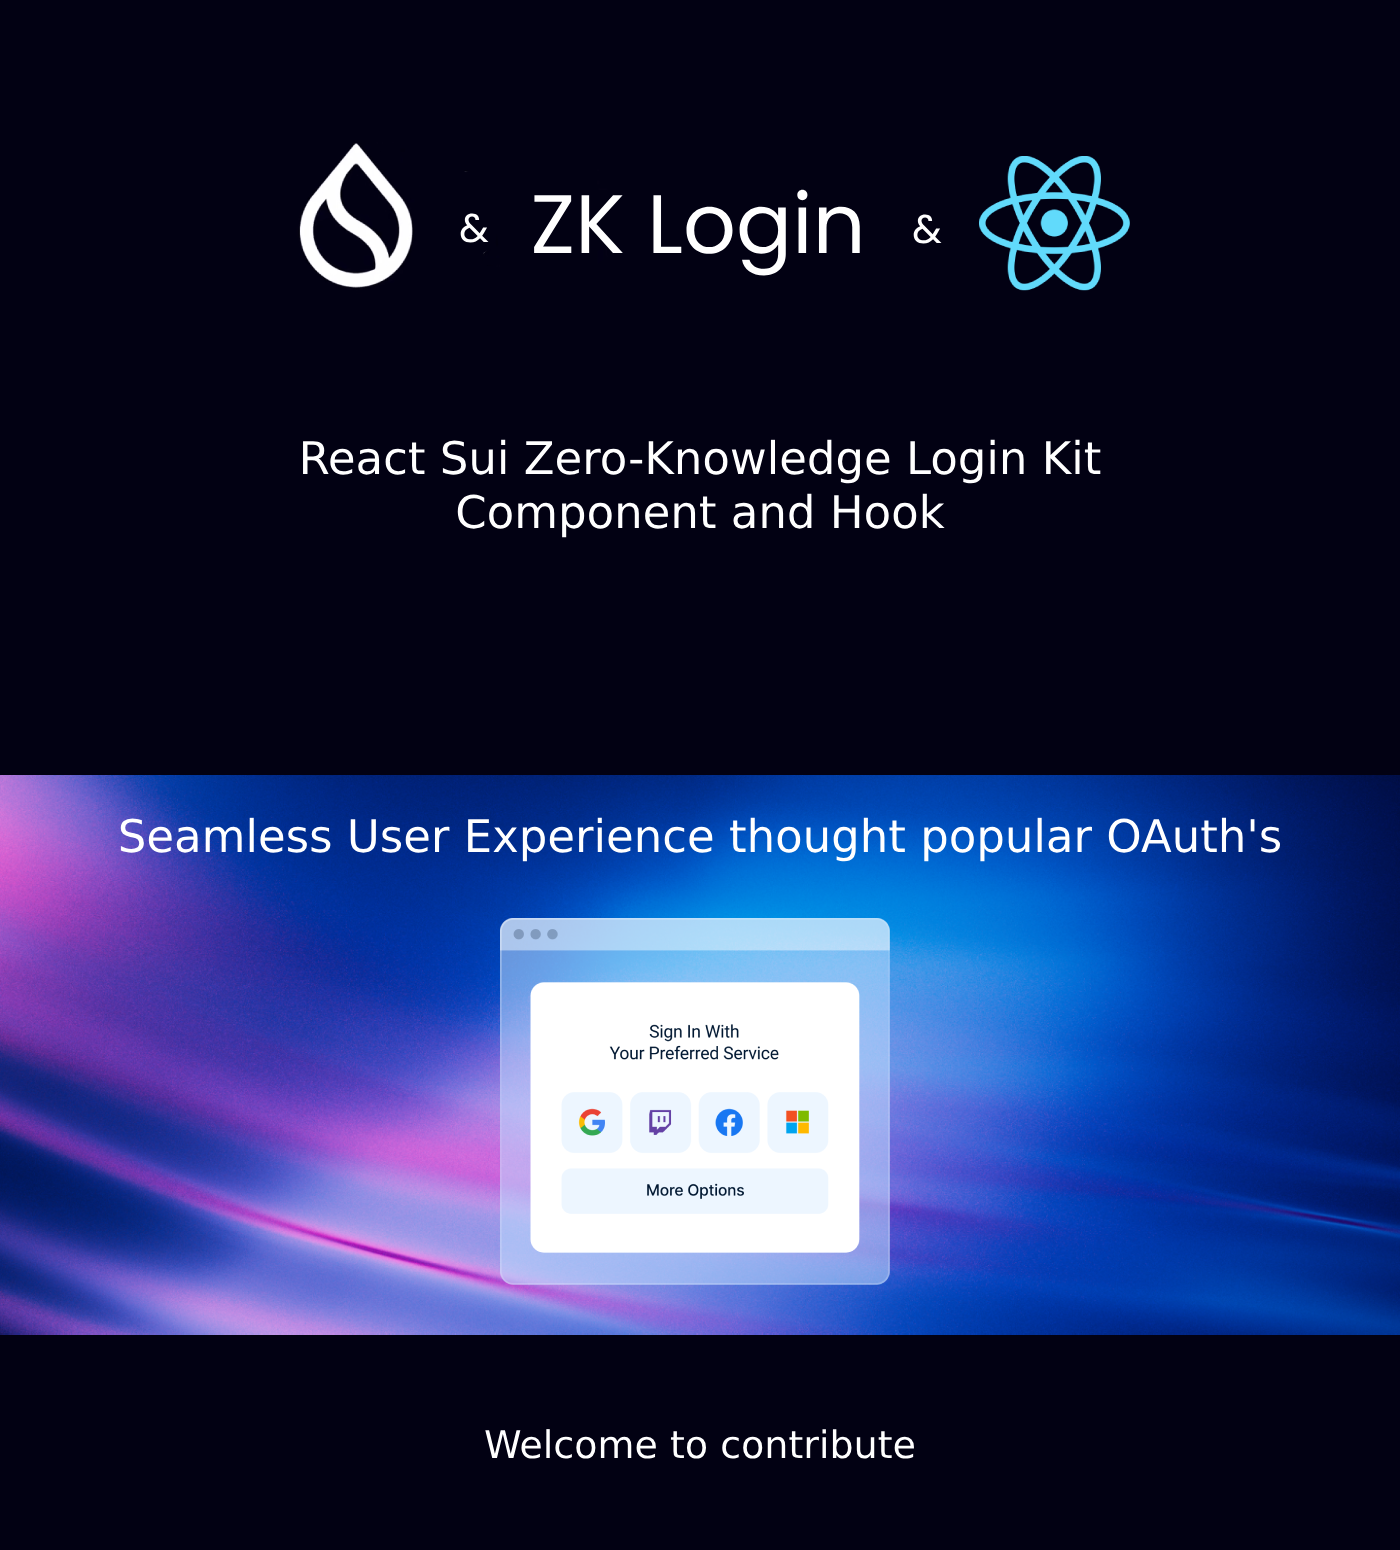 & ZK Login &
React Sui Zero-Knowledge Login Kit
Component and Hook
Seamless User Experience thought popular OAuth's
Sign In With
Your Preferred Service
More Options
Welcome to contribute